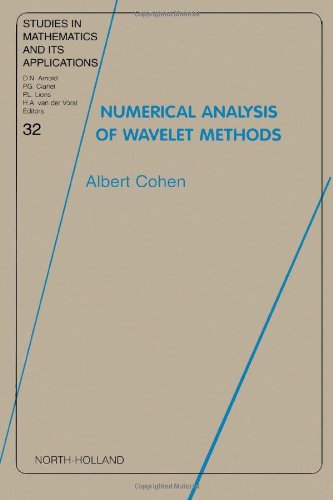 STUDIES IN
MATHEMATICS
AND ITS
APPLICATIONS
D.N. Arnold
P.G. Ciarlet
P.L. Lions
H.A. van der Vorst
Editors
32
NUMERICAL ANALYSIS
OF WAVELET METHODS
Albert Cohen
NORTH-HOLLAND